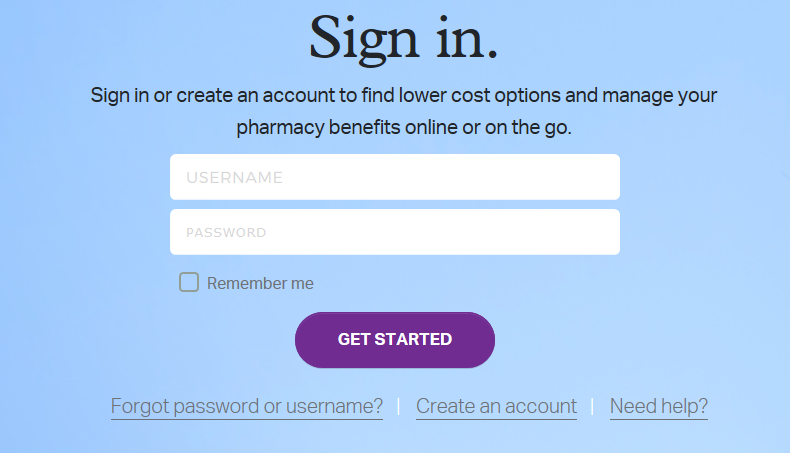 Sign in.
Sign in or create an account to find lower cost options and manage your
pharmacy benefits online or on the go.
USERNAME
PASSWORD
Remember me
GET STARTED
Forgot password or username? | Create an account | Need help?